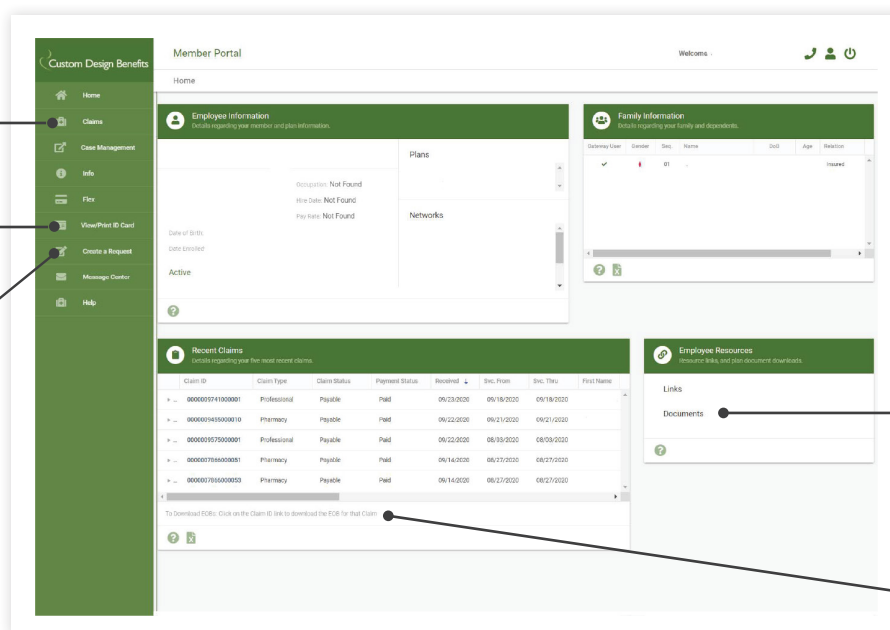 Custom Design Benefits
Member Portal
Welcome
Home
Home
Claims
Case Management
Info
Flex
View/Print ID Card
Create a Request
Message Center
Help
Employee Information
Details regarding your member and plan information.
Occupation: Not Found
Hire Date: Not Found
Pay Rate: Not Found
Date of Birth:
Date Enrolled
Active
Plans
Networks
Family Information
Details regarding your family and dependents.
Gateway User Gender Seq. Name DoB Age Relation
01 Insured
Recent Claims
Details regarding your five most recent claims.
Claim ID Claim Type Claim Status Payment Status Received Svc. From Svc. Thru First Name
0000009741000001 Professional Payable Paid 09/23/2020 09/18/2020 09/18/2020
Pharmacy Payable Paid 09/22/2020 09/21/2020 09/21/2020
0000009575000001 Professional Payable Paid 09/22/2020 08/03/2020 08/03/2020
Pharmacy Payable Paid 09/14/2020 08/27/2020 08/27/2020
Pharmacy Payable Paid 09/14/2020 08/27/2020 08/27/2020
To Download EOBs: Click on the Claim ID link to download the EOB for that Claim
Employee Resources
Resource links, and plan document downloads.
Links
Documents